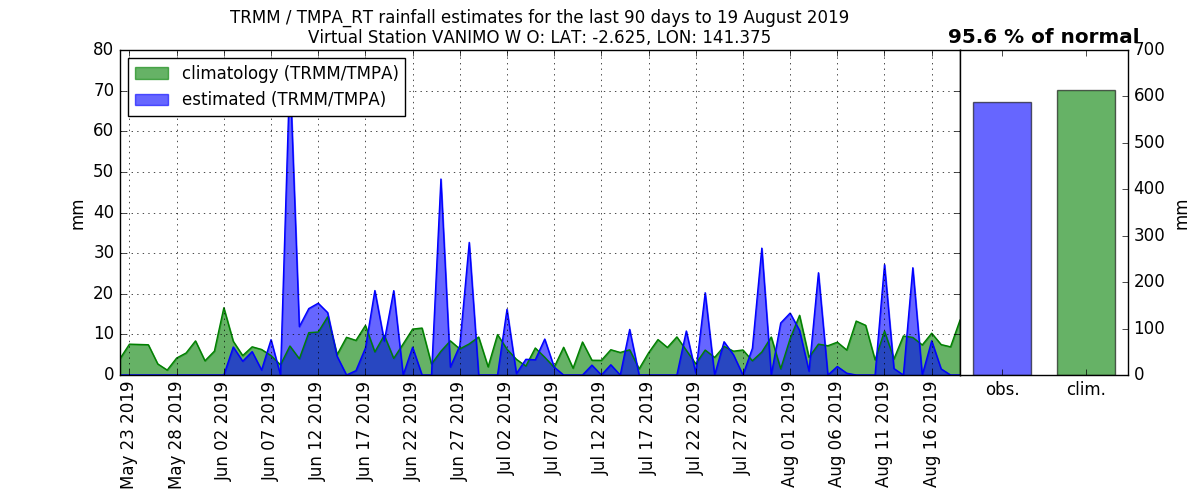 TRMM / TMPA_RT rainfall estimates for the last 90 days to 19 August 2019
Virtual Station VANIMO W O: LAT: -2.625, LON: 141.375
95.6 % of normal
climatology (TRMM/TMPA)
estimated (TRMM/TMPA)
80
70
60
50
40
30
20
10
0
mm
May 23 2019
May 28 2019
Jun 02 2019
Jun 07 2019
Jun 12 2019
Jun 17 2019
Jun 22 2019
Jun 27 2019
Jul 02 2019
Jul 07 2019
Jul 12 2019
Jul 17 2019
Jul 22 2019
Jul 27 2019
Aug 01 2019
Aug 06 2019
Aug 11 2019
Aug 16 2019
obs.
clim.
700
600
500
400
300
200
100
0
mm